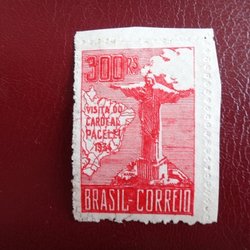 300 RS
VISITA DO
CARDEAL
PACELLI
1934
BRASIL-CORREIO